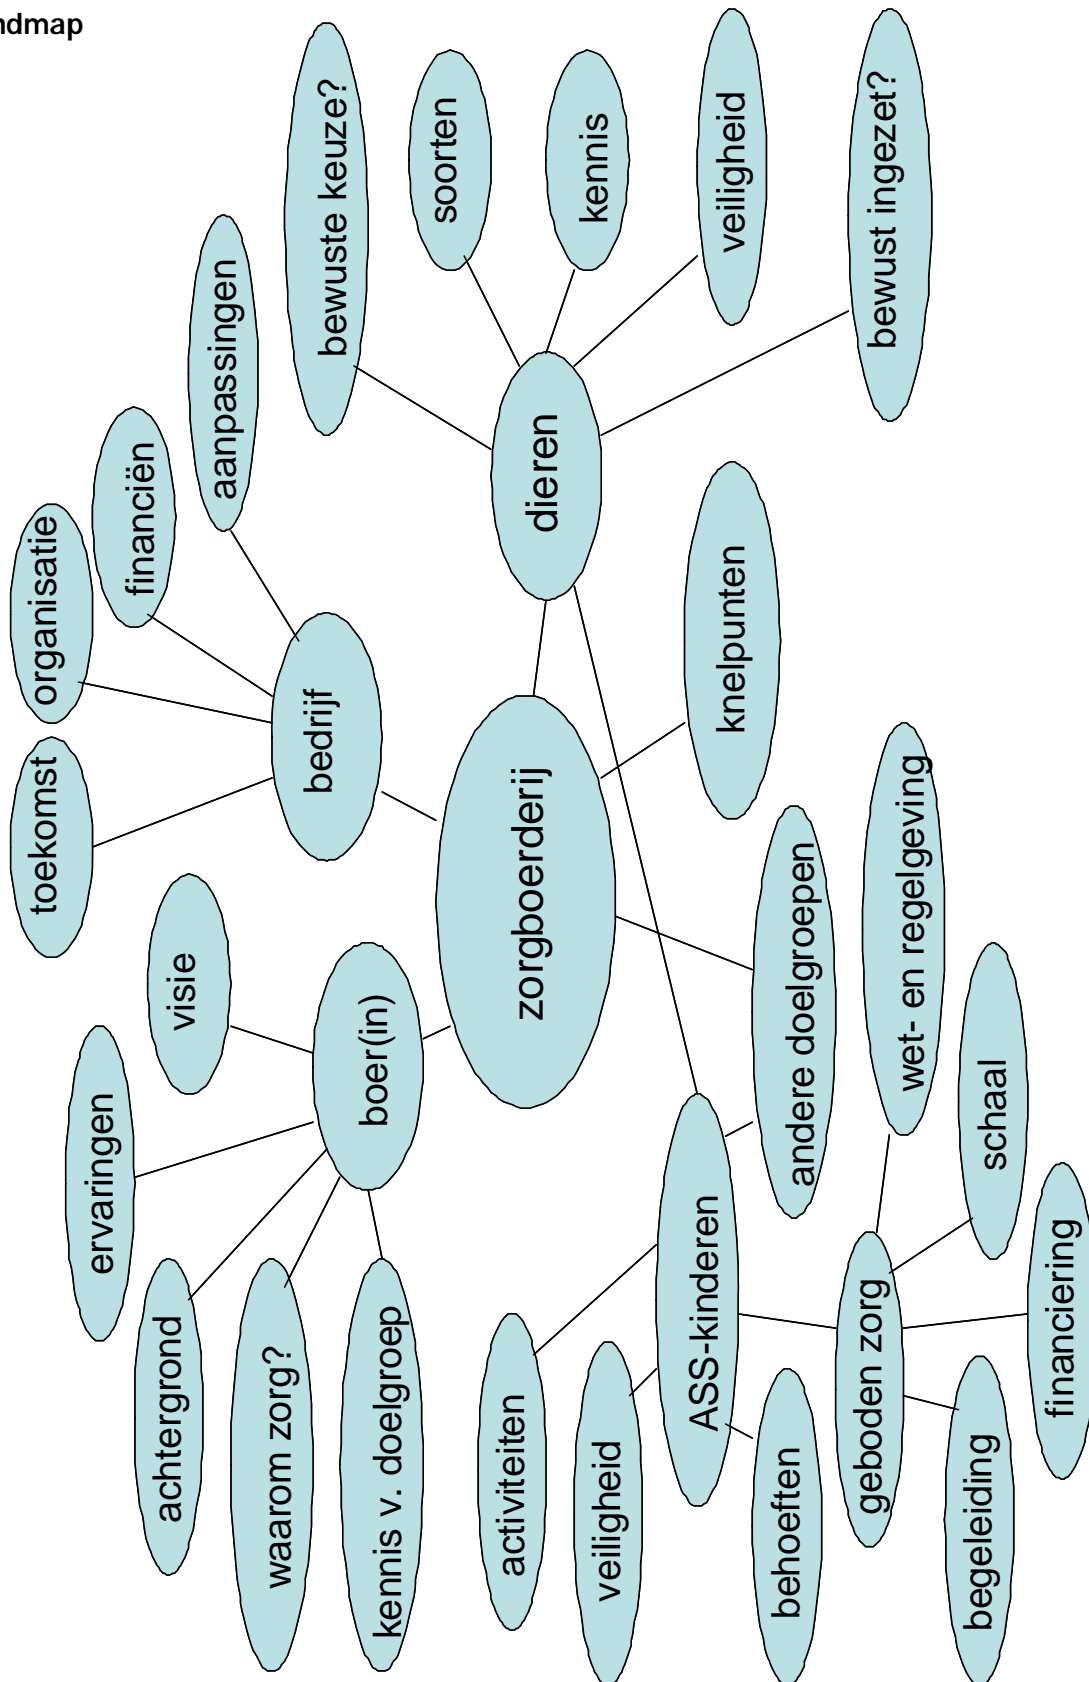 ndmap
toekomst
organisatie
financiën
aanpassingen
bewuste keuze?
soorten
kennis
veiligheid
bewust ingezet?
bedrijf
dieren
visie
ervaringen
achtergrond
waarom zorg?
kennis v. doelgroep
boer(in)
zorgboerderij
knelpunten
andere doelgroepen
ASS-kinderen
activiteiten
veiligheid
behoeften
geboden zorg
wet- en regelgeving
schaal
financiering
begeleiding